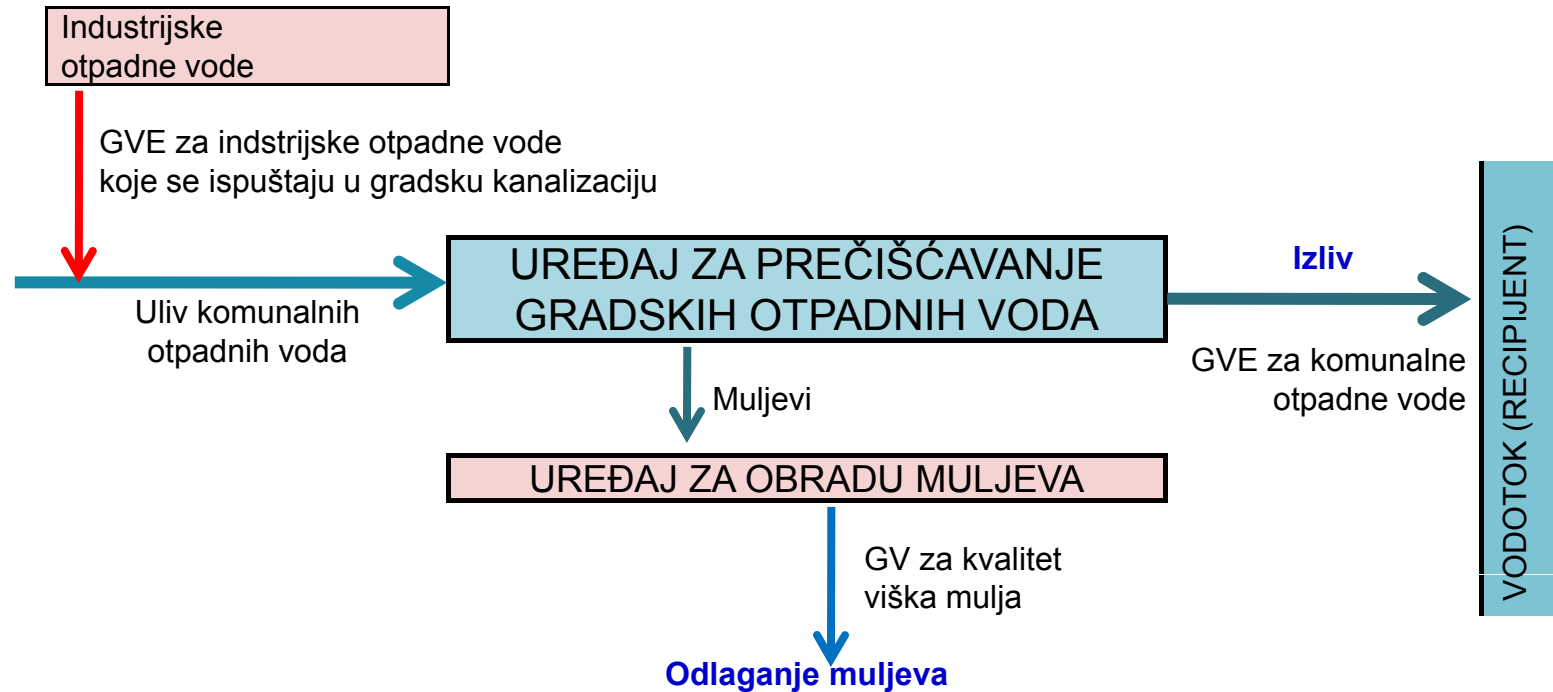 Industrijske
otpadne vode
GVE za indstrijske otpadne vode
koje se ispuštaju u gradsku kanalizaciju
UREĐAJ ZA PREČIŠĆAVANJE
GRADSKIH OTPADNIH VODA
Uliv komunalnih
otpadnih voda
Izliv
GVE za komunalne
otpadne vode
VODOTOK (RECIPIJENT)
Muljevi
UREĐAJ ZA OBRADU MULJEVA
GV za kvalitet
viška mulja
Odlaganje muljeva